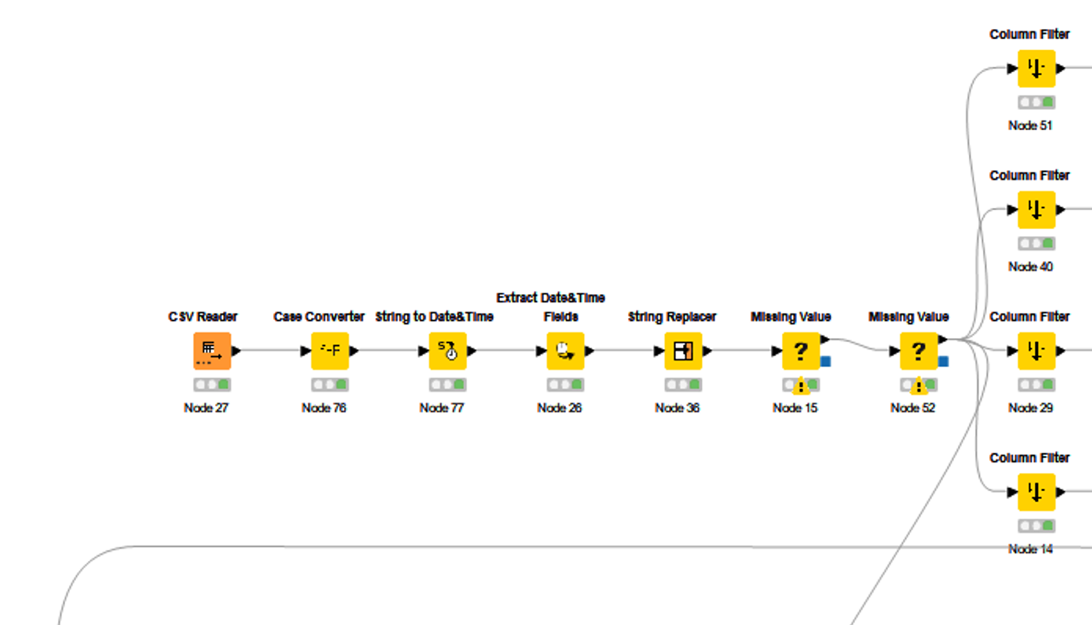 Column Filter
Node 51
Column Filter
Node 40
CSV Reader
Node 27
Case Converter
Node 76
String to Date&Time
Node 77
Extract Date&Time
Fields
Node 26
String Replacer
Node 36
Missing Value
?
Node 15
Missing Value
?
Node 52
Column Filter
Node 29
Column Filter
Node 14